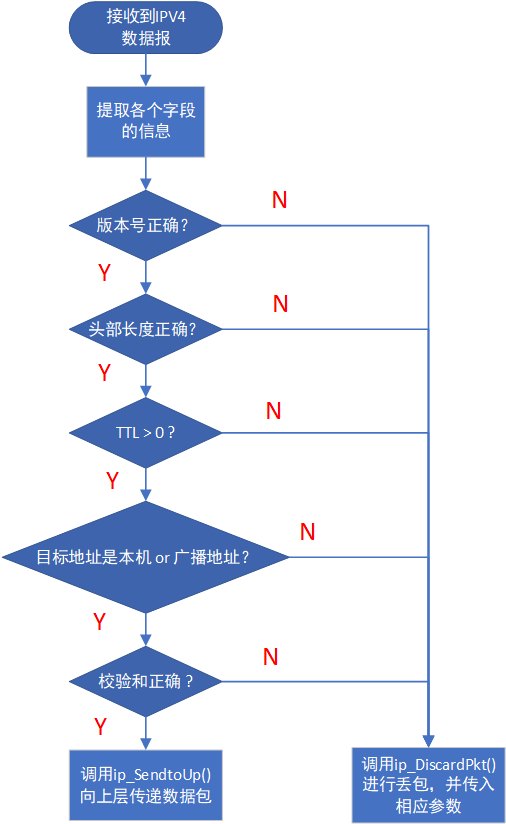 接收到IPV4
数据报
提取各个字段
的信息
版本号正确？
N
Y
头部长度正确？
N
Y
TTL > 0？
N
Y
目标地址是本机 or 广播地址？
N
Y
校验和正确？
N
Y
调用ip_SendtoUp()
向上层传递数据包
调用ip_DiscardPkt()
进行丢包，并传入
相应参数